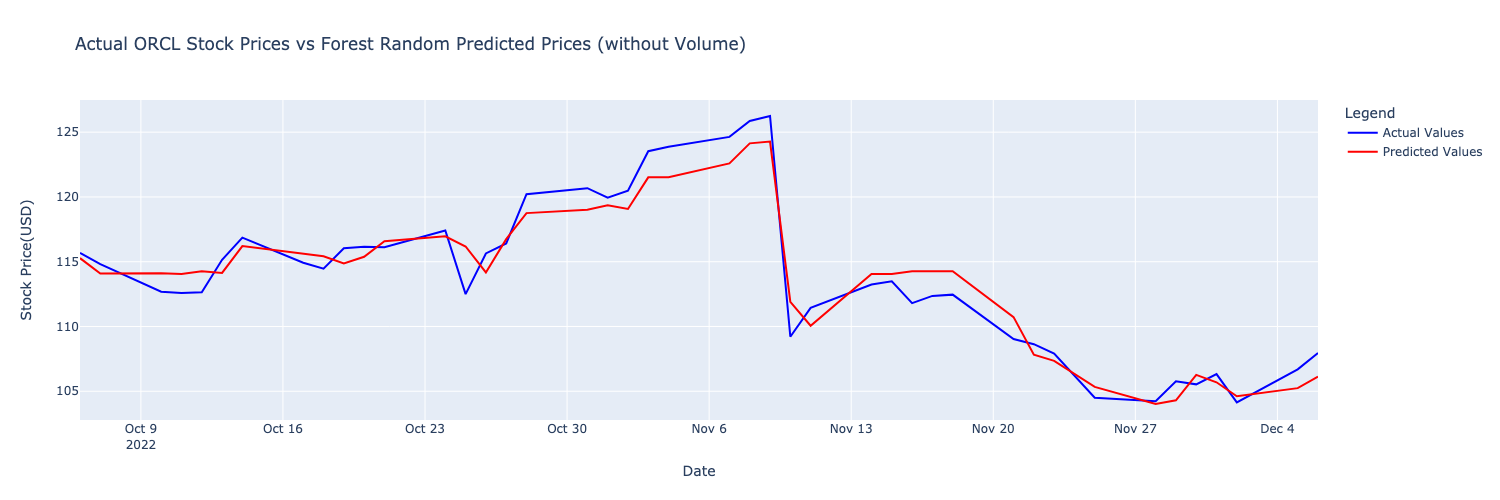 Actual ORCL Stock Prices vs Forest Random Predicted Prices (without Volume)
Legend
Actual Values
Predicted Values
Stock Price(USD)
125
120
115
110
105
Oct 9 Oct 16 Oct 23 Oct 30 Nov 6 Nov 13 Nov 20 Nov 27 Dec 4
2022
Date